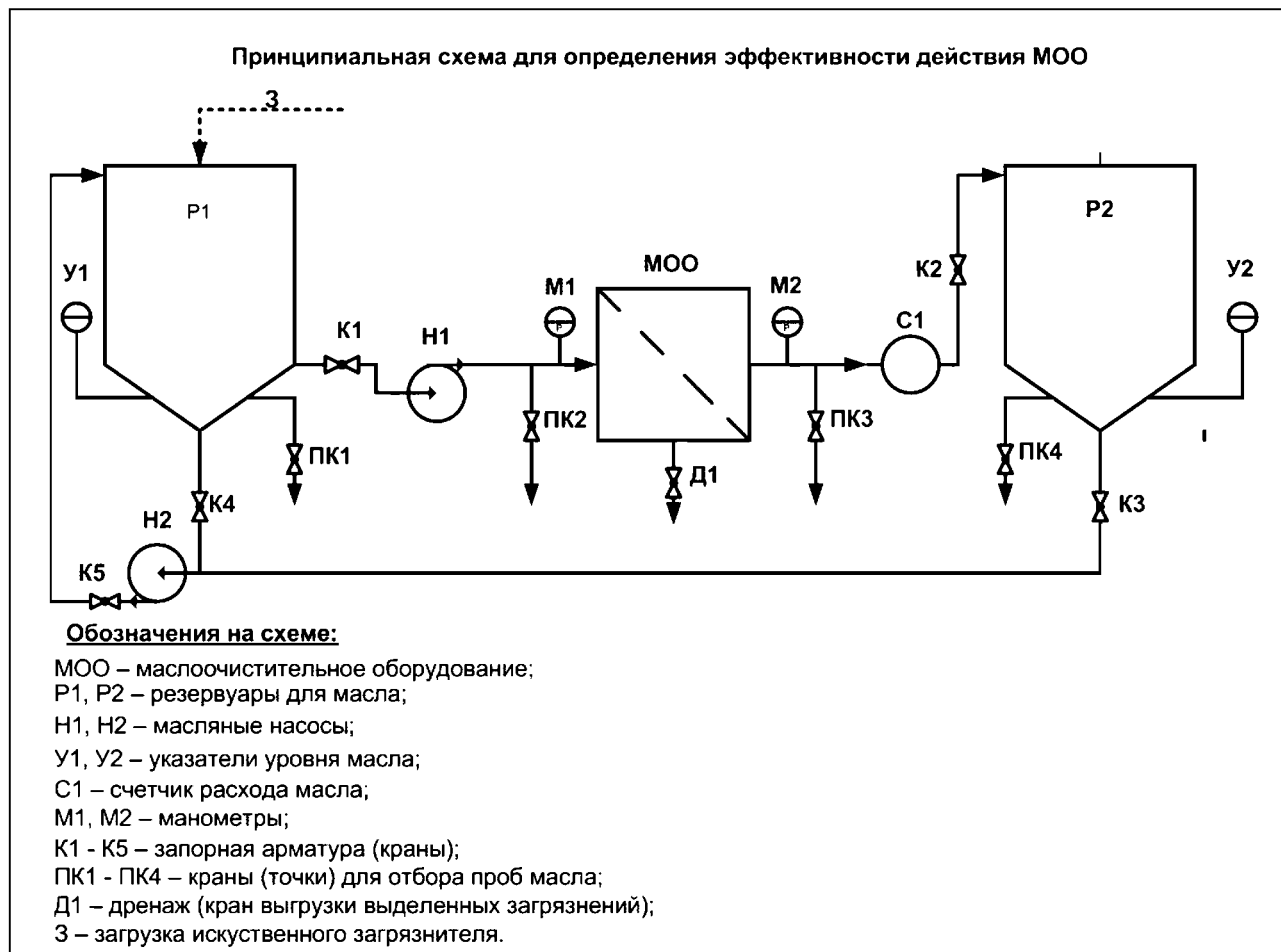 Принципиальная схема для определения эффективности действия МОО
З
Р1
Р2
У1
МОО
К2
У2
М1
М2
К1
Н1
С1
ПК2
ПК3
ПК1
ПК4
Д1
К4
К3
Н2
К5
Обозначения на схеме:
МОО – маслоочистительное оборудование;
Р1, Р2 – резервуары для масла;
Н1, Н2 – масляные насосы;
У1, У2 – указатели уровня масла;
С1 – счетчик расхода масла;
М1, М2 – манометры;
К1 - К5 – запорная арматура (краны);
ПК1 - ПК4 – краны (точки) для отбора проб масла;
Д1 – дренаж (кран выгрузки выделенных загрязнений);
З – загрузка искуственного загрязнителя.